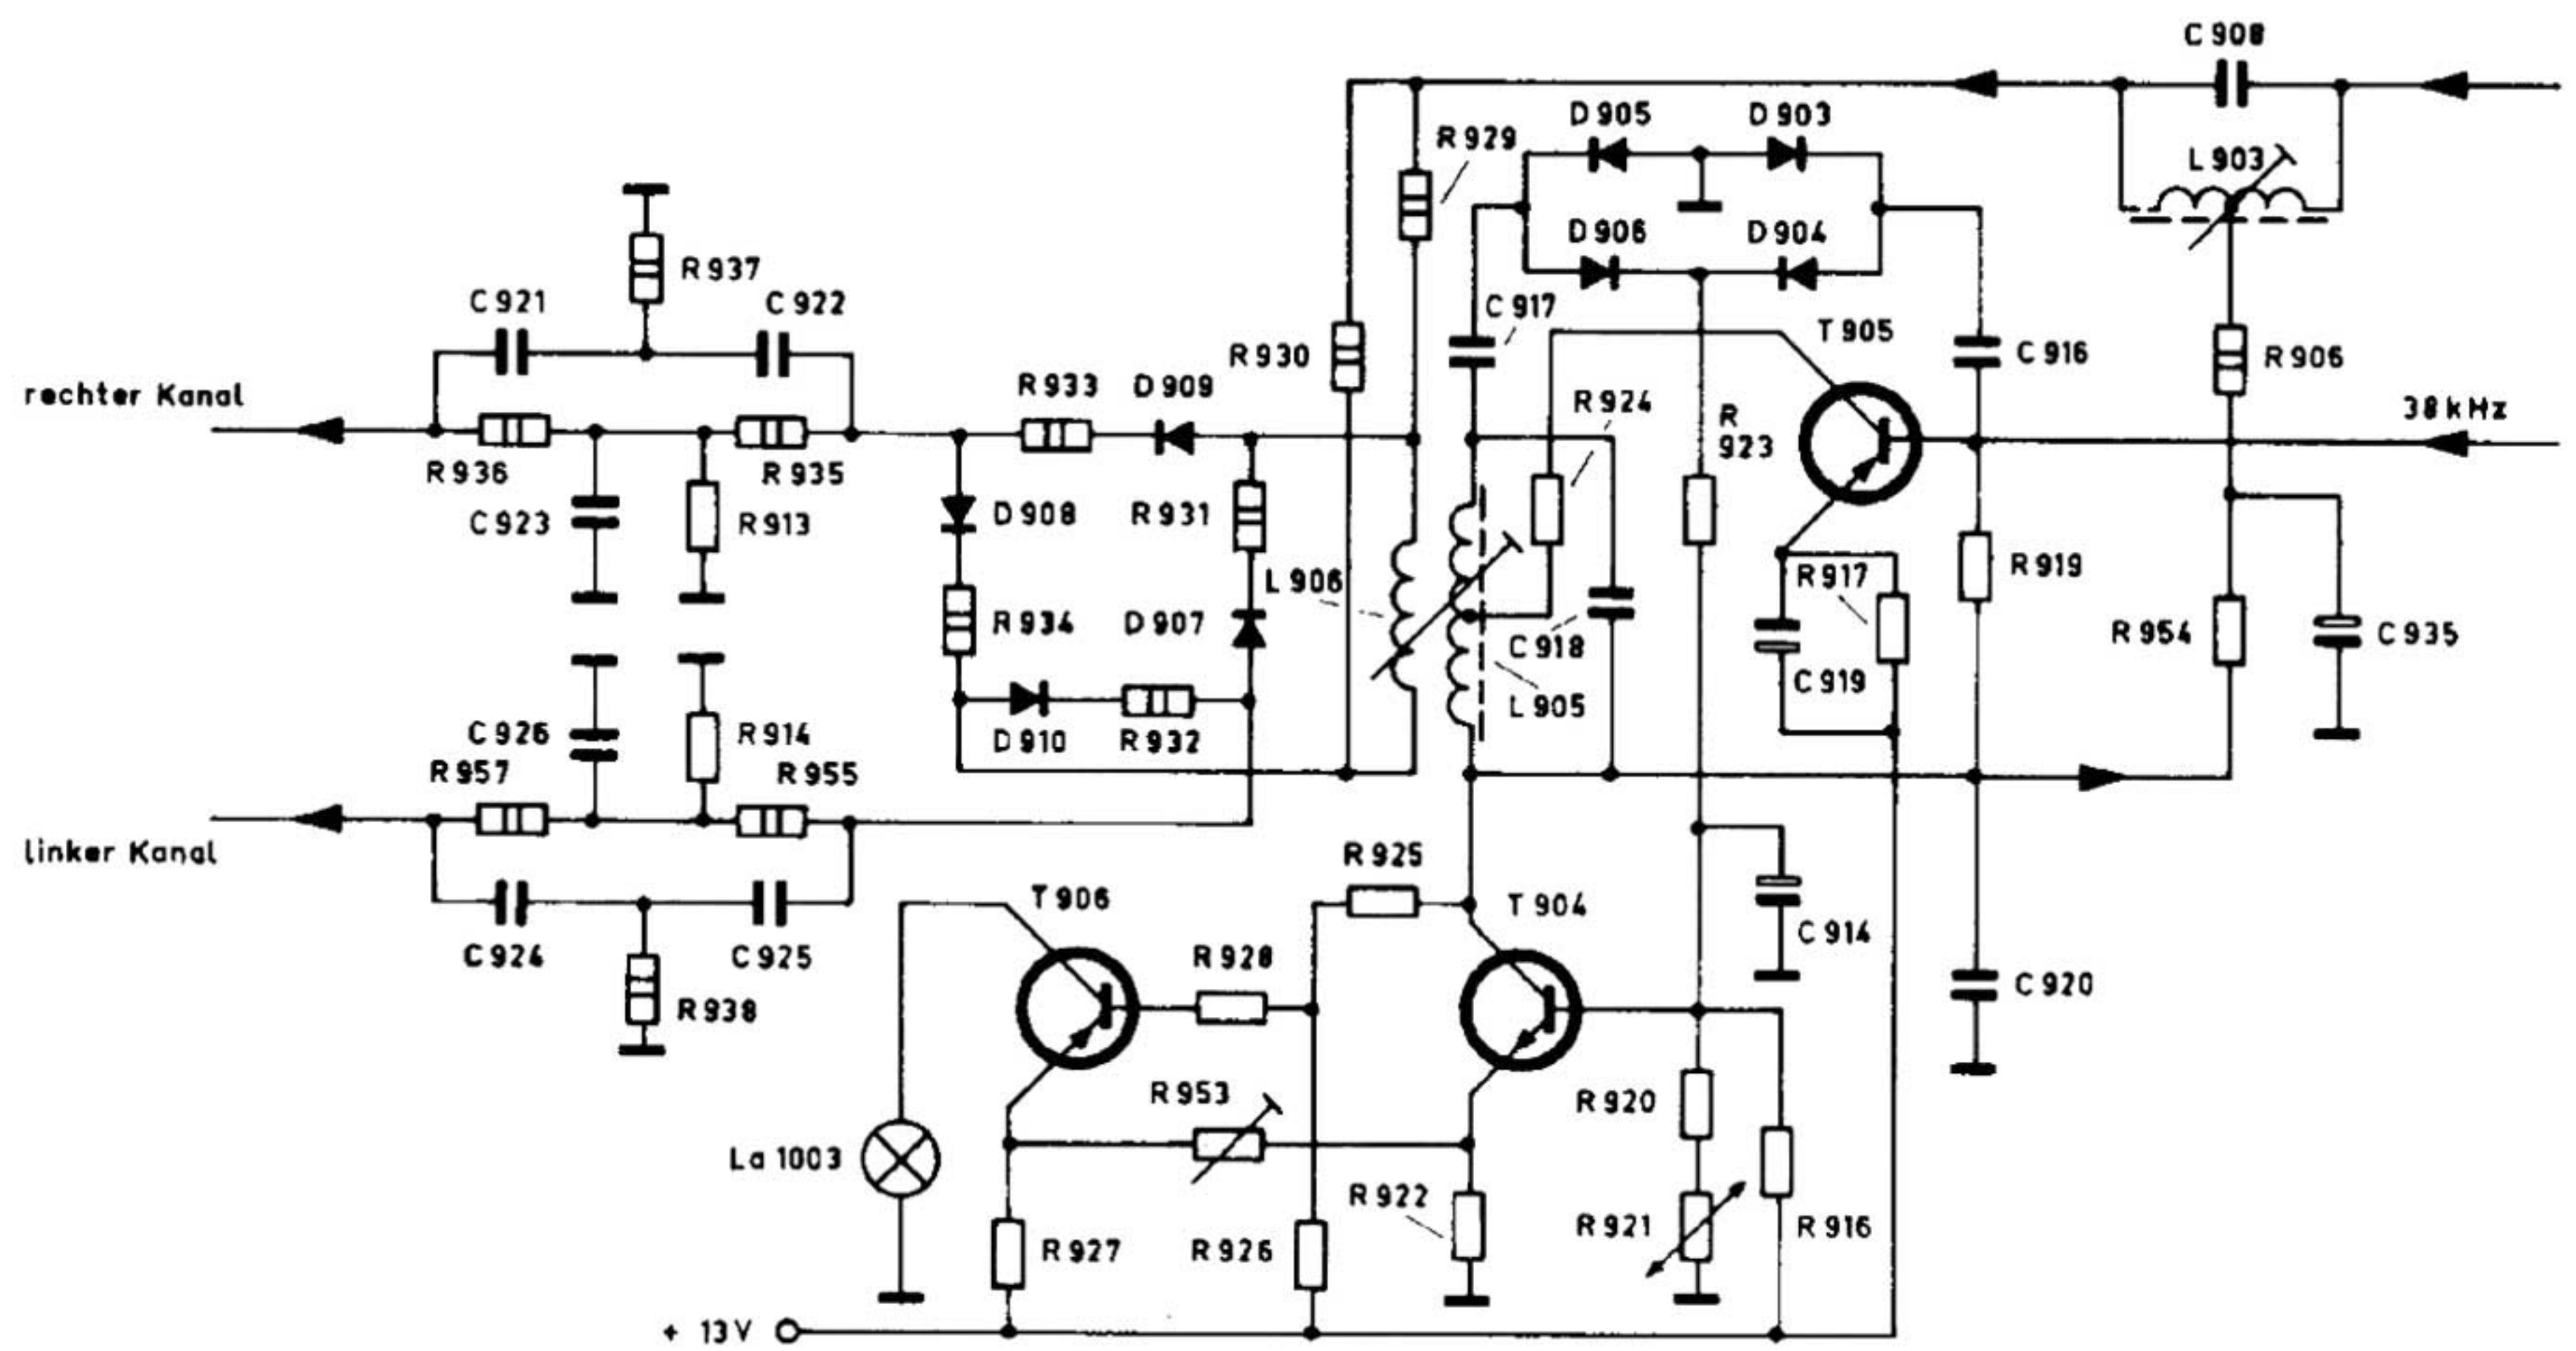 C 908
D 905
D 903
R 929
L 903
R 937
D 906
D 904
C 921
C 922
C 917
T 905
R 930
C 916
R 906
rechter Kanal
R 933
D 909
R 924
R
923
38 kHz
R 936
R 935
C 923
R 913
D 908
R 931
L 906
R 917
R 919
R 934
D 907
C 918
R 954
C 935
C 919
L 905
C 926
R 914
D 910
R 932
R 957
R 955
linker Kanal
R 925
T 906
T 904
C 914
C 924
C 925
R 928
C 920
R 938
R 953
R 920
La 1003
R 922
R 921
R 916
R 927
R 926
+ 13 V